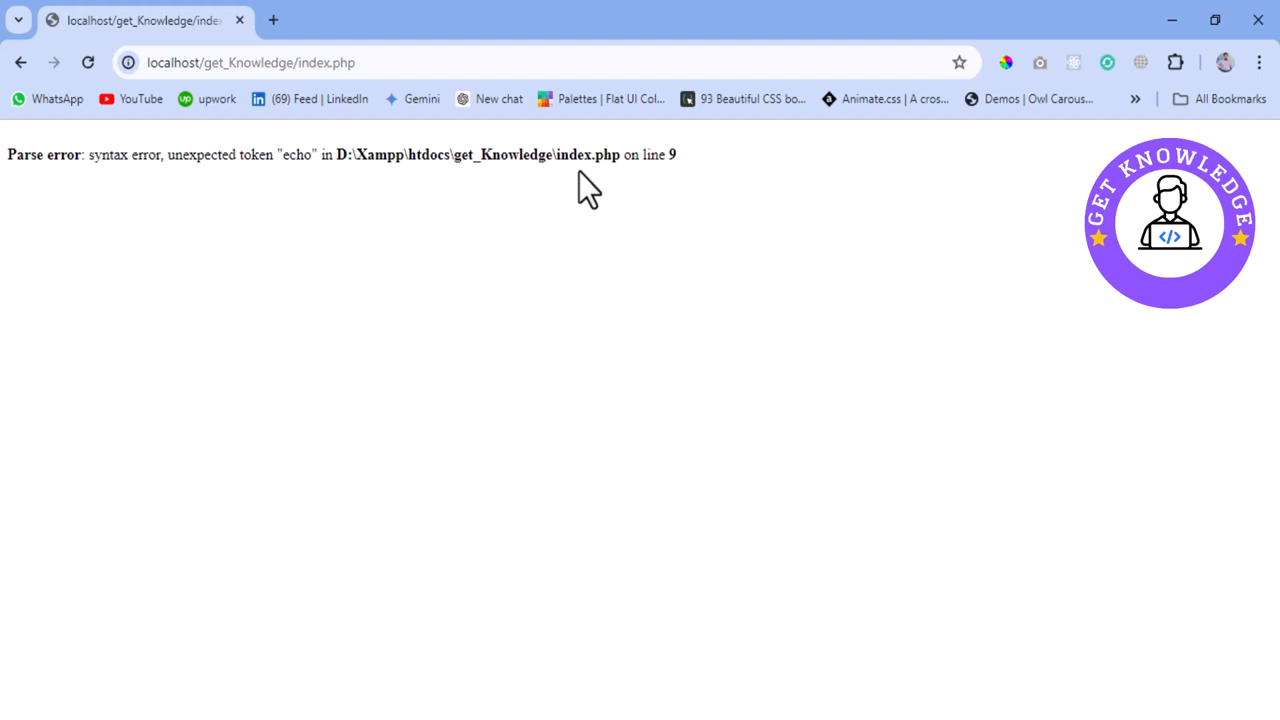 localhost/get_Knowledge/inde
localhost/get_Knowledge/index.php
WhatsApp
YouTube
upwork
(69) Feed | LinkedIn
Gemini
New chat
Palettes | Flat UI Col...
93 Beautiful CSS bo...
Animate.css | A cros...
Demos | Owl Carous...
All Bookmarks
Parse error: syntax error, unexpected token "echo" in D:\Xampp\htdocs\get_Knowledge\index.php on line 9
GET KNOWLEDGE
</>